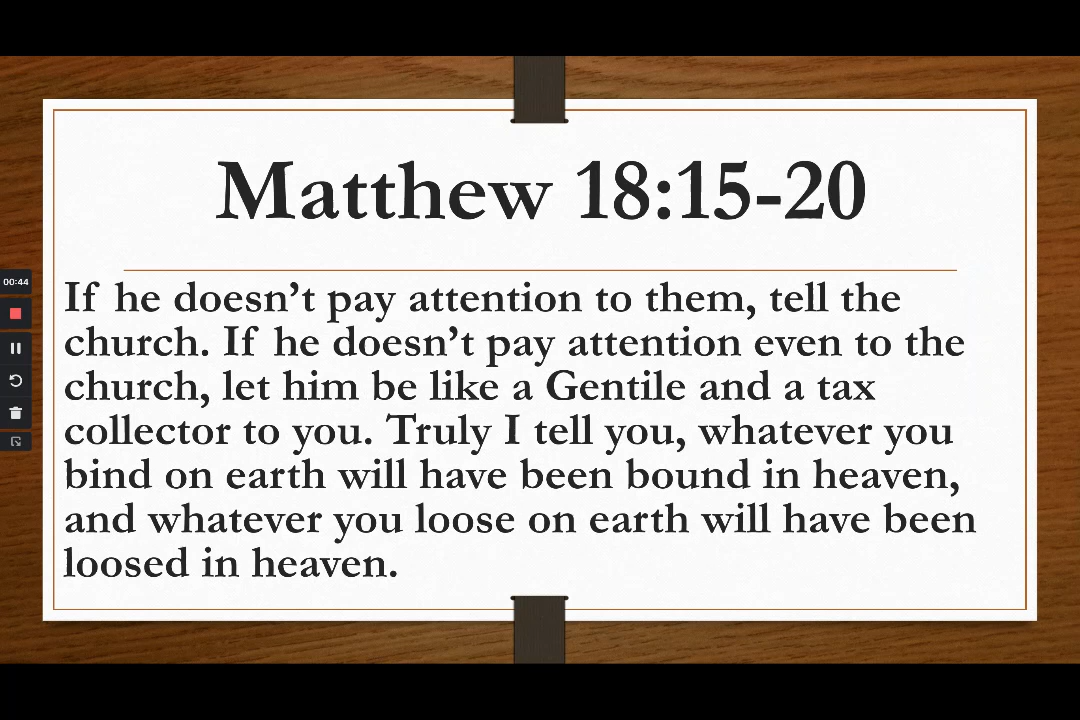 Matthew 18:15-20
00:44
If he doesn’t pay attention to them, tell the
church. If he doesn’t pay attention even to the
church, let him be like a Gentile and a tax
collector to you. Truly I tell you, whatever you
bind on earth will have been bound in heaven,
and whatever you loose on earth will have been
loosed in heaven.